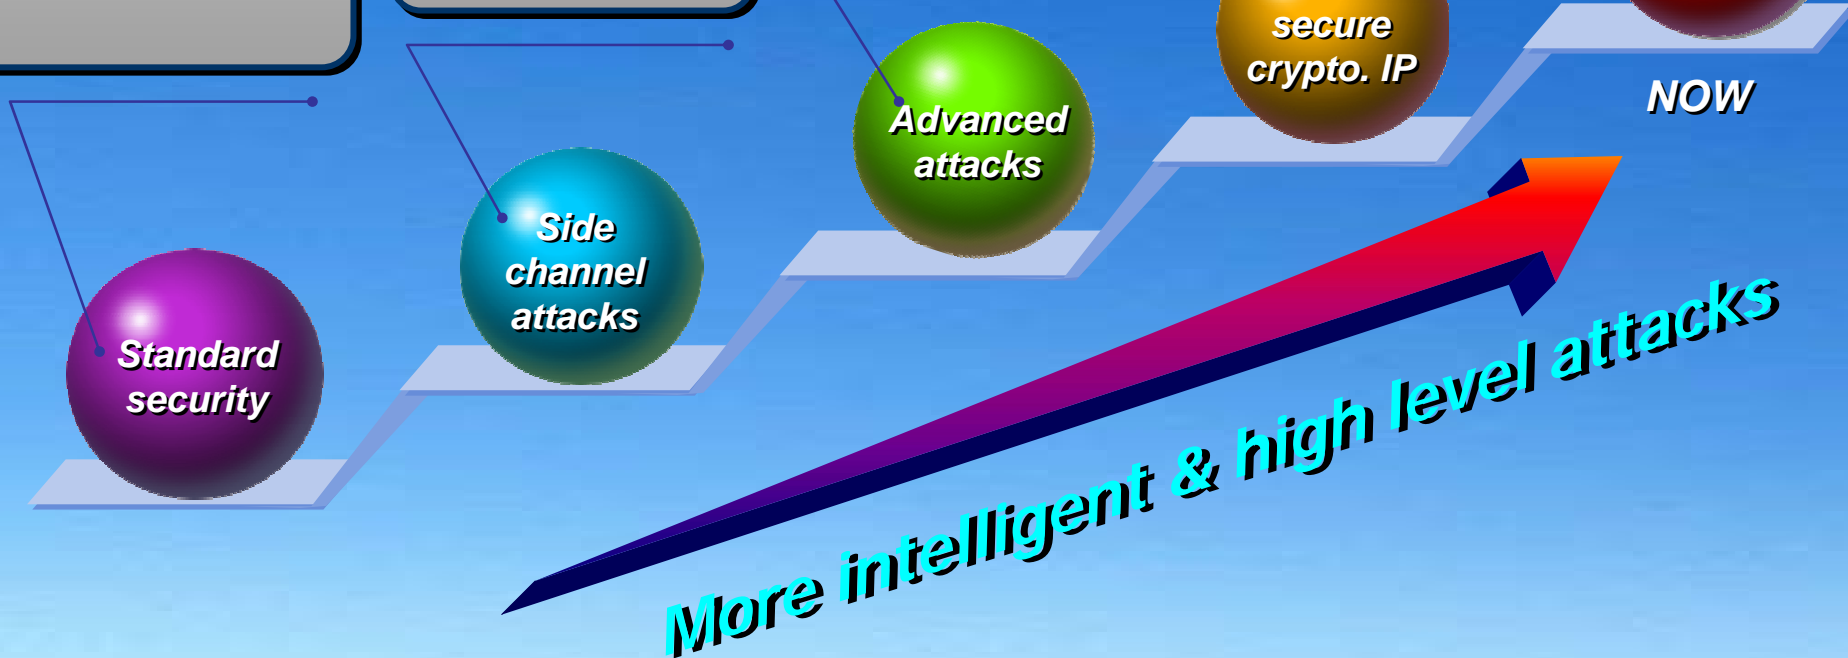 secure
crypto. IP
NOW
Advanced
attacks
Side
channel
attacks
Standard
security
More intelligent & high level attacks